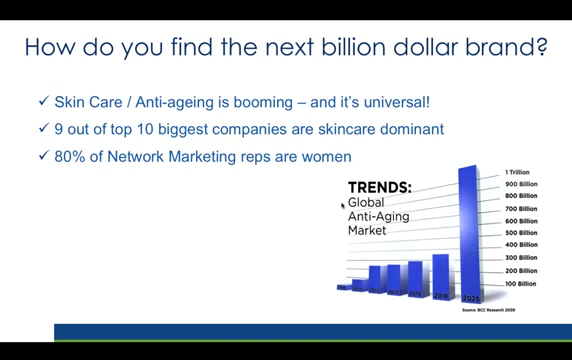 How do you find the next billion dollar brand?
✓ Skin Care / Anti-ageing is booming – and it's universal!
✓ 9 out of top 10 biggest companies are skincare dominant
✓ 80% of Network Marketing reps are women
TRENDS:
Global
Anti-Aging
Market
1 Trillion
900 Billion
800 Billion
700 Billion
600 Billion
500 Billion
400 Billion
300 Billion
200 Billion
100 Billion
2018
2025
Source: BCC Research 2009